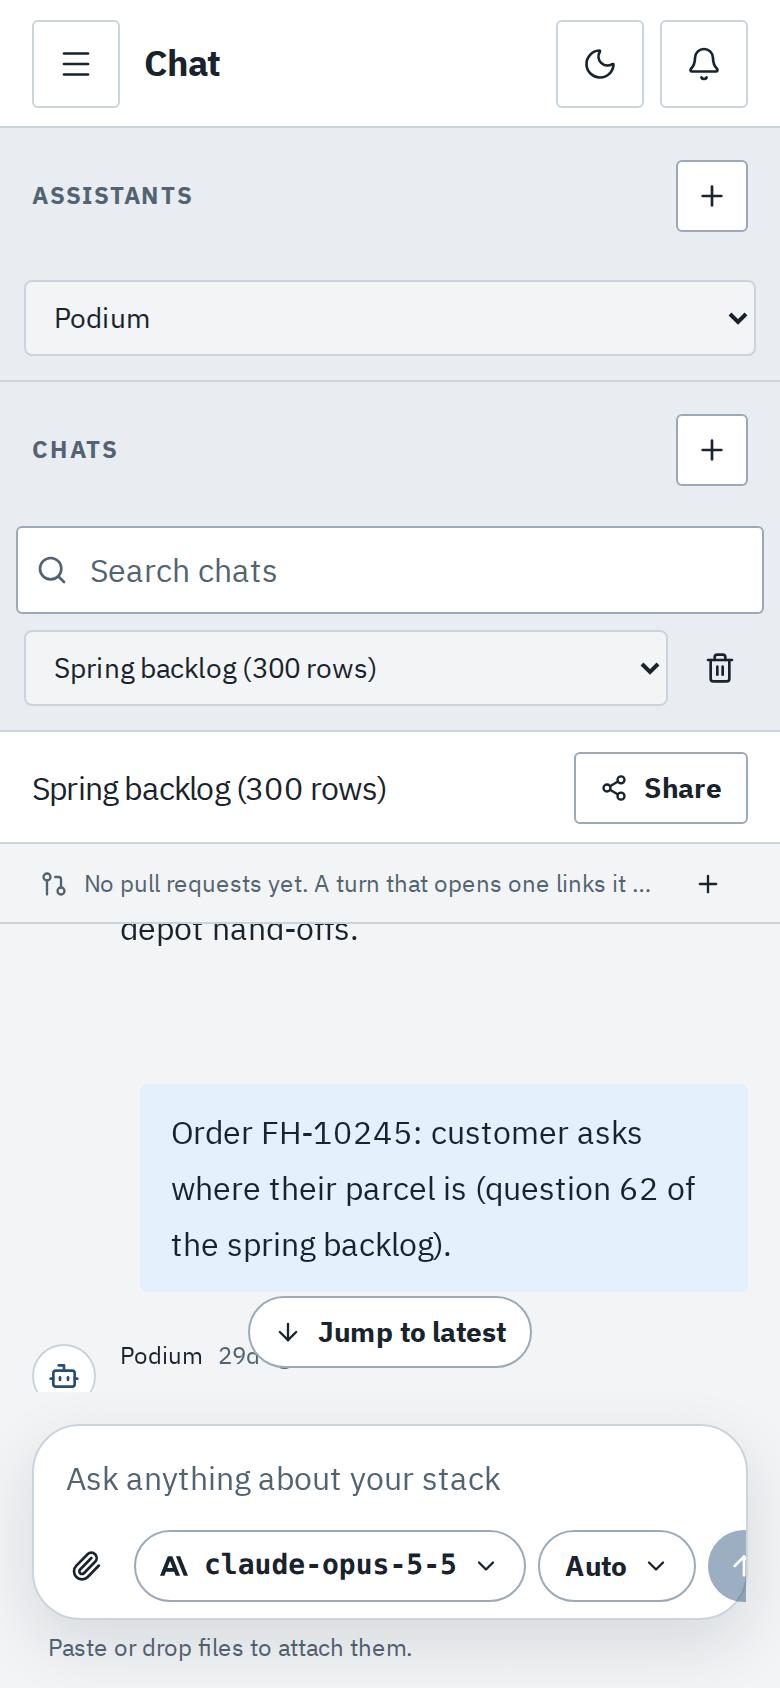 Chat
ASSISTANTS
Podium
CHATS
Search chats
Spring backlog (300 rows)
Spring backlog (300 rows)
Share
No pull requests yet. A turn that opens one links it ...
depot hand-offs.
Order FH-10245: customer asks
where their parcel is (question 62 of
the spring backlog).
Jump to latest
Podium
Ask anything about your stack
claude-opus-5-5
Auto
Paste or drop files to attach them.